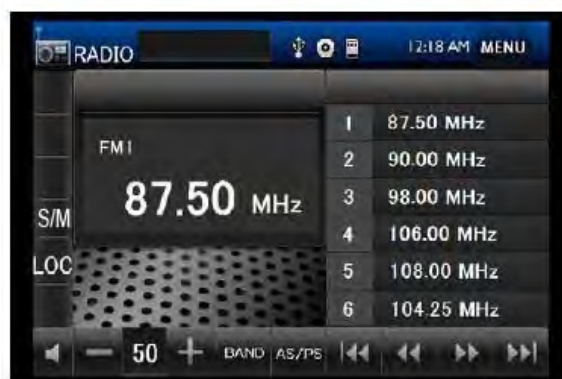 RADIO 12:18 AM MENU
FM1
87.50 MHz
S/M
LOC
1 87.50 MHz
2 90.00 MHz
3 98.00 MHz
4 106.00 MHz
5 108.00 MHz
6 104.25 MHz
50 BAND AS/PS